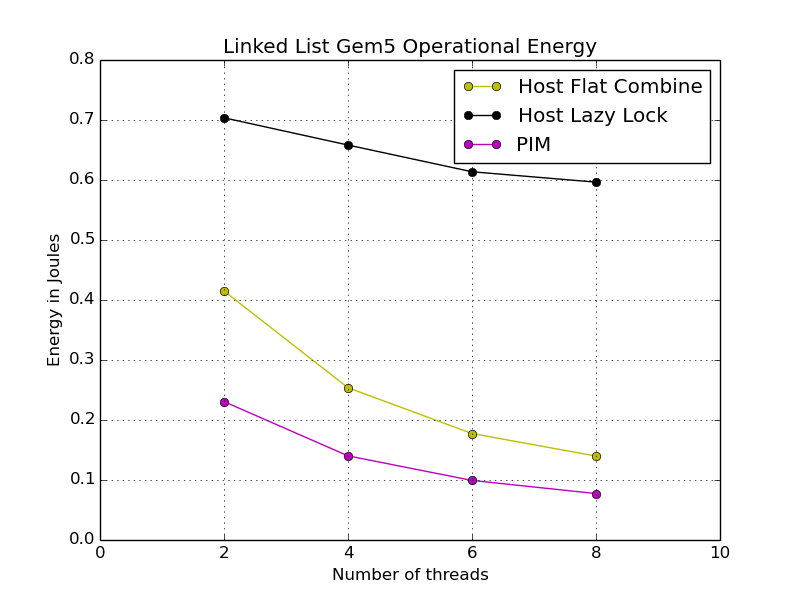 Linked List Gem5 Operational Energy
Host Flat Combine
Host Lazy Lock
PIM
Energy in Joules
0.8
0.7
0.6
0.5
0.4
0.3
0.2
0.1
0.0
0 2 4 6 8 10
Number of threads